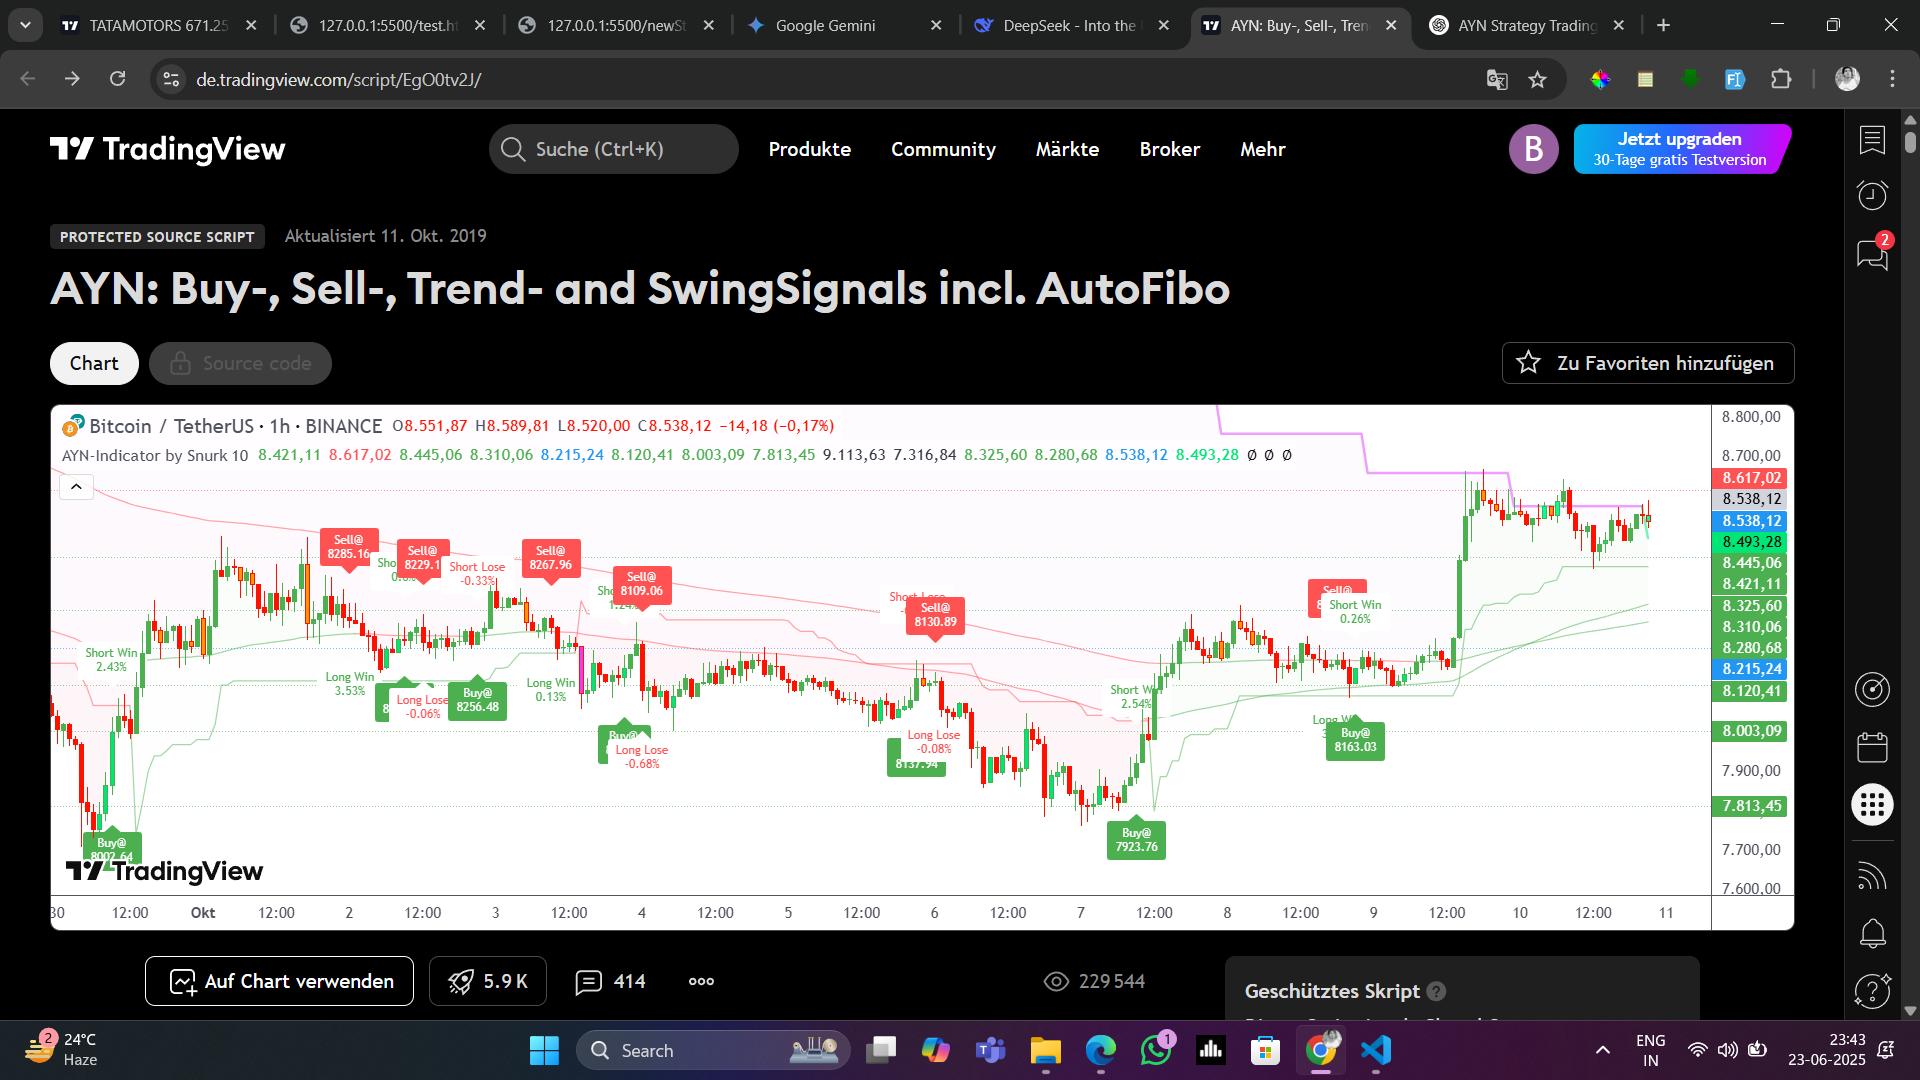 TATAMOTORS 671.25
127.0.0.1:5500/test.ht
127.0.0.1:5500/newSt
Google Gemini
DeepSeek - Into the
AYN: Buy-, Sell-, Tren
AYN Strategy Trading
de.tradingview.com/script/EgO0tv2J/
TradingView
Suche (Ctrl+K)
Produkte
Community
Märkte
Broker
Mehr
B
Jetzt upgraden
30-Tage gratis Testversion
2
PROTECTED SOURCE SCRIPT
Aktualisiert 11. Okt. 2019
AYN: Buy-, Sell-, Trend- and SwingSignals incl. AutoFibo
Chart
Source code
Zu Favoriten hinzufügen
Bitcoin / TetherUS · 1h · BINANCE O8.551,87 H8.589,81 L8.520,00 C8.538,12 −14,18 (−0,17%)
AYN-Indicator by Snurk 10 8.421,11 8.617,02 8.445,06 8.310,06 8.215,24 8.120,41 8.003,09 7.813,45 9.113,63 7.316,84 8.325,60 8.280,68 8.538,12 8.493,28 Ø Ø Ø
8.800,00
8.700,00
8.617,02
8.538,12
8.538,12
8.493,28
8.445,06
8.421,11
8.325,60
8.310,06
8.280,68
8.215,24
8.120,41
8.003,09
7.900,00
7.813,45
7.700,00
7.600,00
Short Win
2.43%
Buy@
8002.64
Sell@
8285.16
Long Win
3.53%
Sell@
8229.1
Long Lose
-0.06%
Short Lose
-0.33%
Buy@
8256.48
Sell@
8267.96
Long Win
0.13%
Sell@
8109.06
Buy@
Long Lose
-0.68%
Short Lose
Sell@
8130.89
Long Lose
-0.08%
8137.94
Short Win
2.54%
Buy@
7923.76
Sell@
Short Win
0.26%
Long Wi
Buy@
8163.03
TradingView
30 12:00 Okt 12:00 2 12:00 3 12:00 4 12:00 5 12:00 6 12:00 7 12:00 8 12:00 9 12:00 10 12:00 11
Auf Chart verwenden
5.9 K
414
229 544
Geschütztes Skript
2
24°C
Haze
Search
1
ENG
IN
23:43
23-06-2025